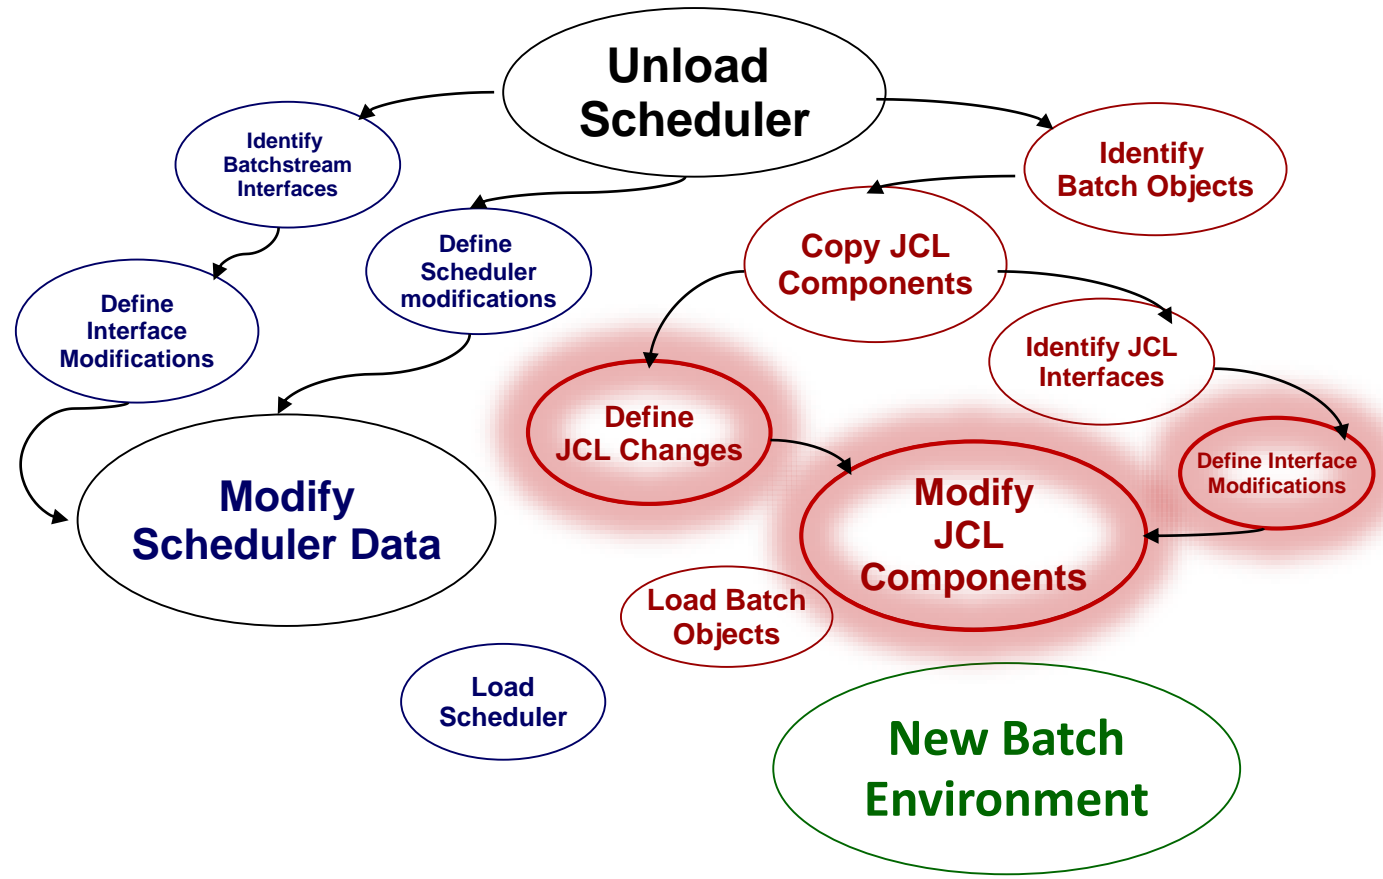 Unload
Scheduler
Identify
Batchstream
Interfaces
Identify
Batch Objects
Define
Scheduler
modifications
Copy JCL
Components
Define
Interface
Modifications
Identify JCL
Interfaces
Define
JCL Changes
Define Interface
Modifications
Modify
Scheduler Data
Modify
JCL
Components
Load Batch
Objects
Load
Scheduler
New Batch
Environment